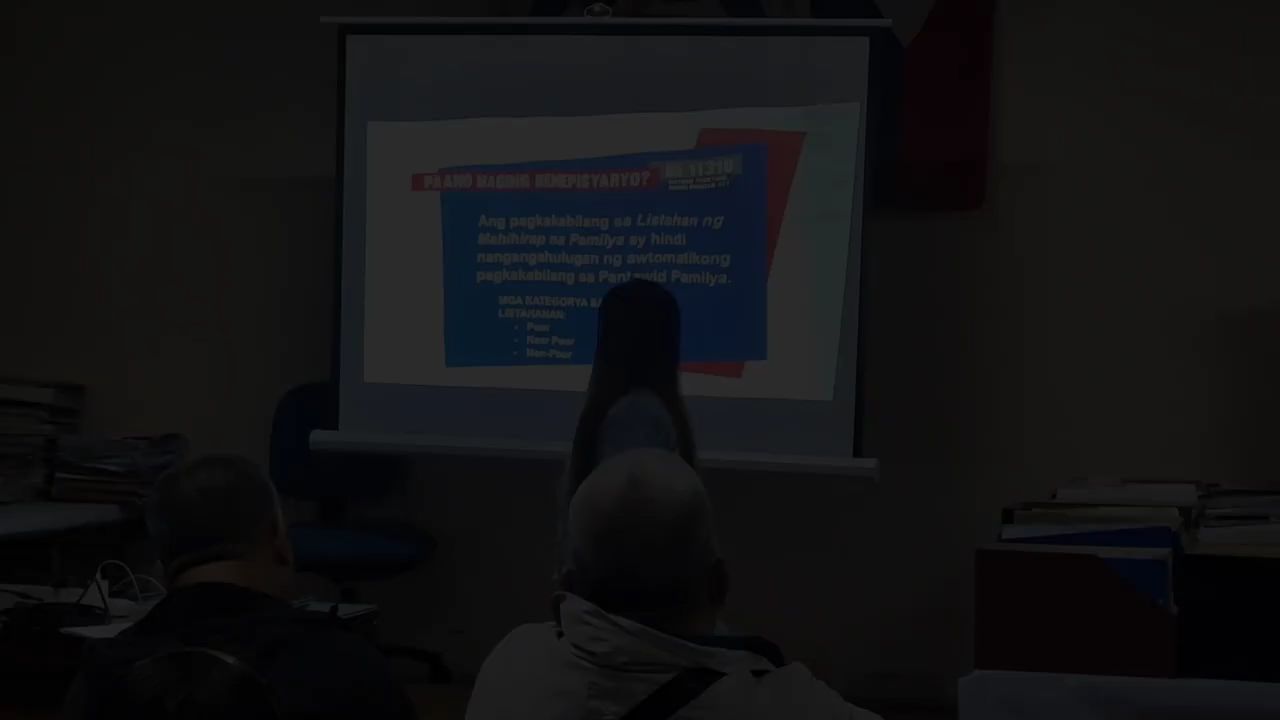 PAANO MAGING BENEPISYARYO?
RA 11310
Ang pagkakabilang sa Listahan ng
Mahihirap na Pamilya ay hindi
nangangahulugan ng awtomatikong
pagkakabilang sa Pantawid Pamilya.
MGA KATEGORYA SA
LISTAHANAN:
• Poor
• Near Poor
• Non-Poor